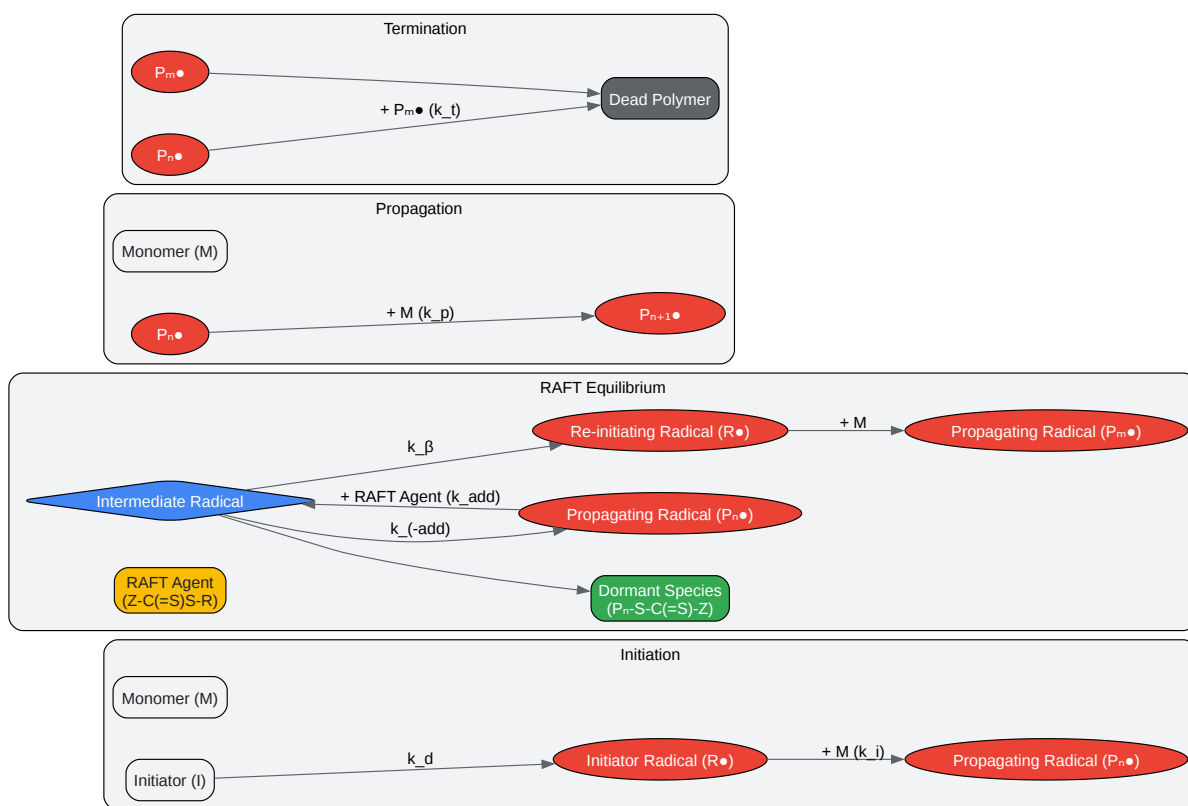 Termination
Pₘ●
Dead Polymer
+ Pₘ● (k_t)
Pₙ●
Propagation
Monomer (M)
+ M (k_p)
Pₙ●
Pₙ₊₁●
RAFT Equilibrium
Re-initiating Radical (R●)
+ M
Propagating Radical (Pₘ●)
k_β
Intermediate Radical
+ RAFT Agent (k_add)
Propagating Radical (Pₙ●)
k_(-add)
RAFT Agent
(Z-C(=S)S-R)
Dormant Species
(Pₙ-S-C(=S)-Z)
Initiation
Monomer (M)
Initiator (I)
k_d
Initiator Radical (R●)
+ M (k_i)
Propagating Radical (Pₙ●)